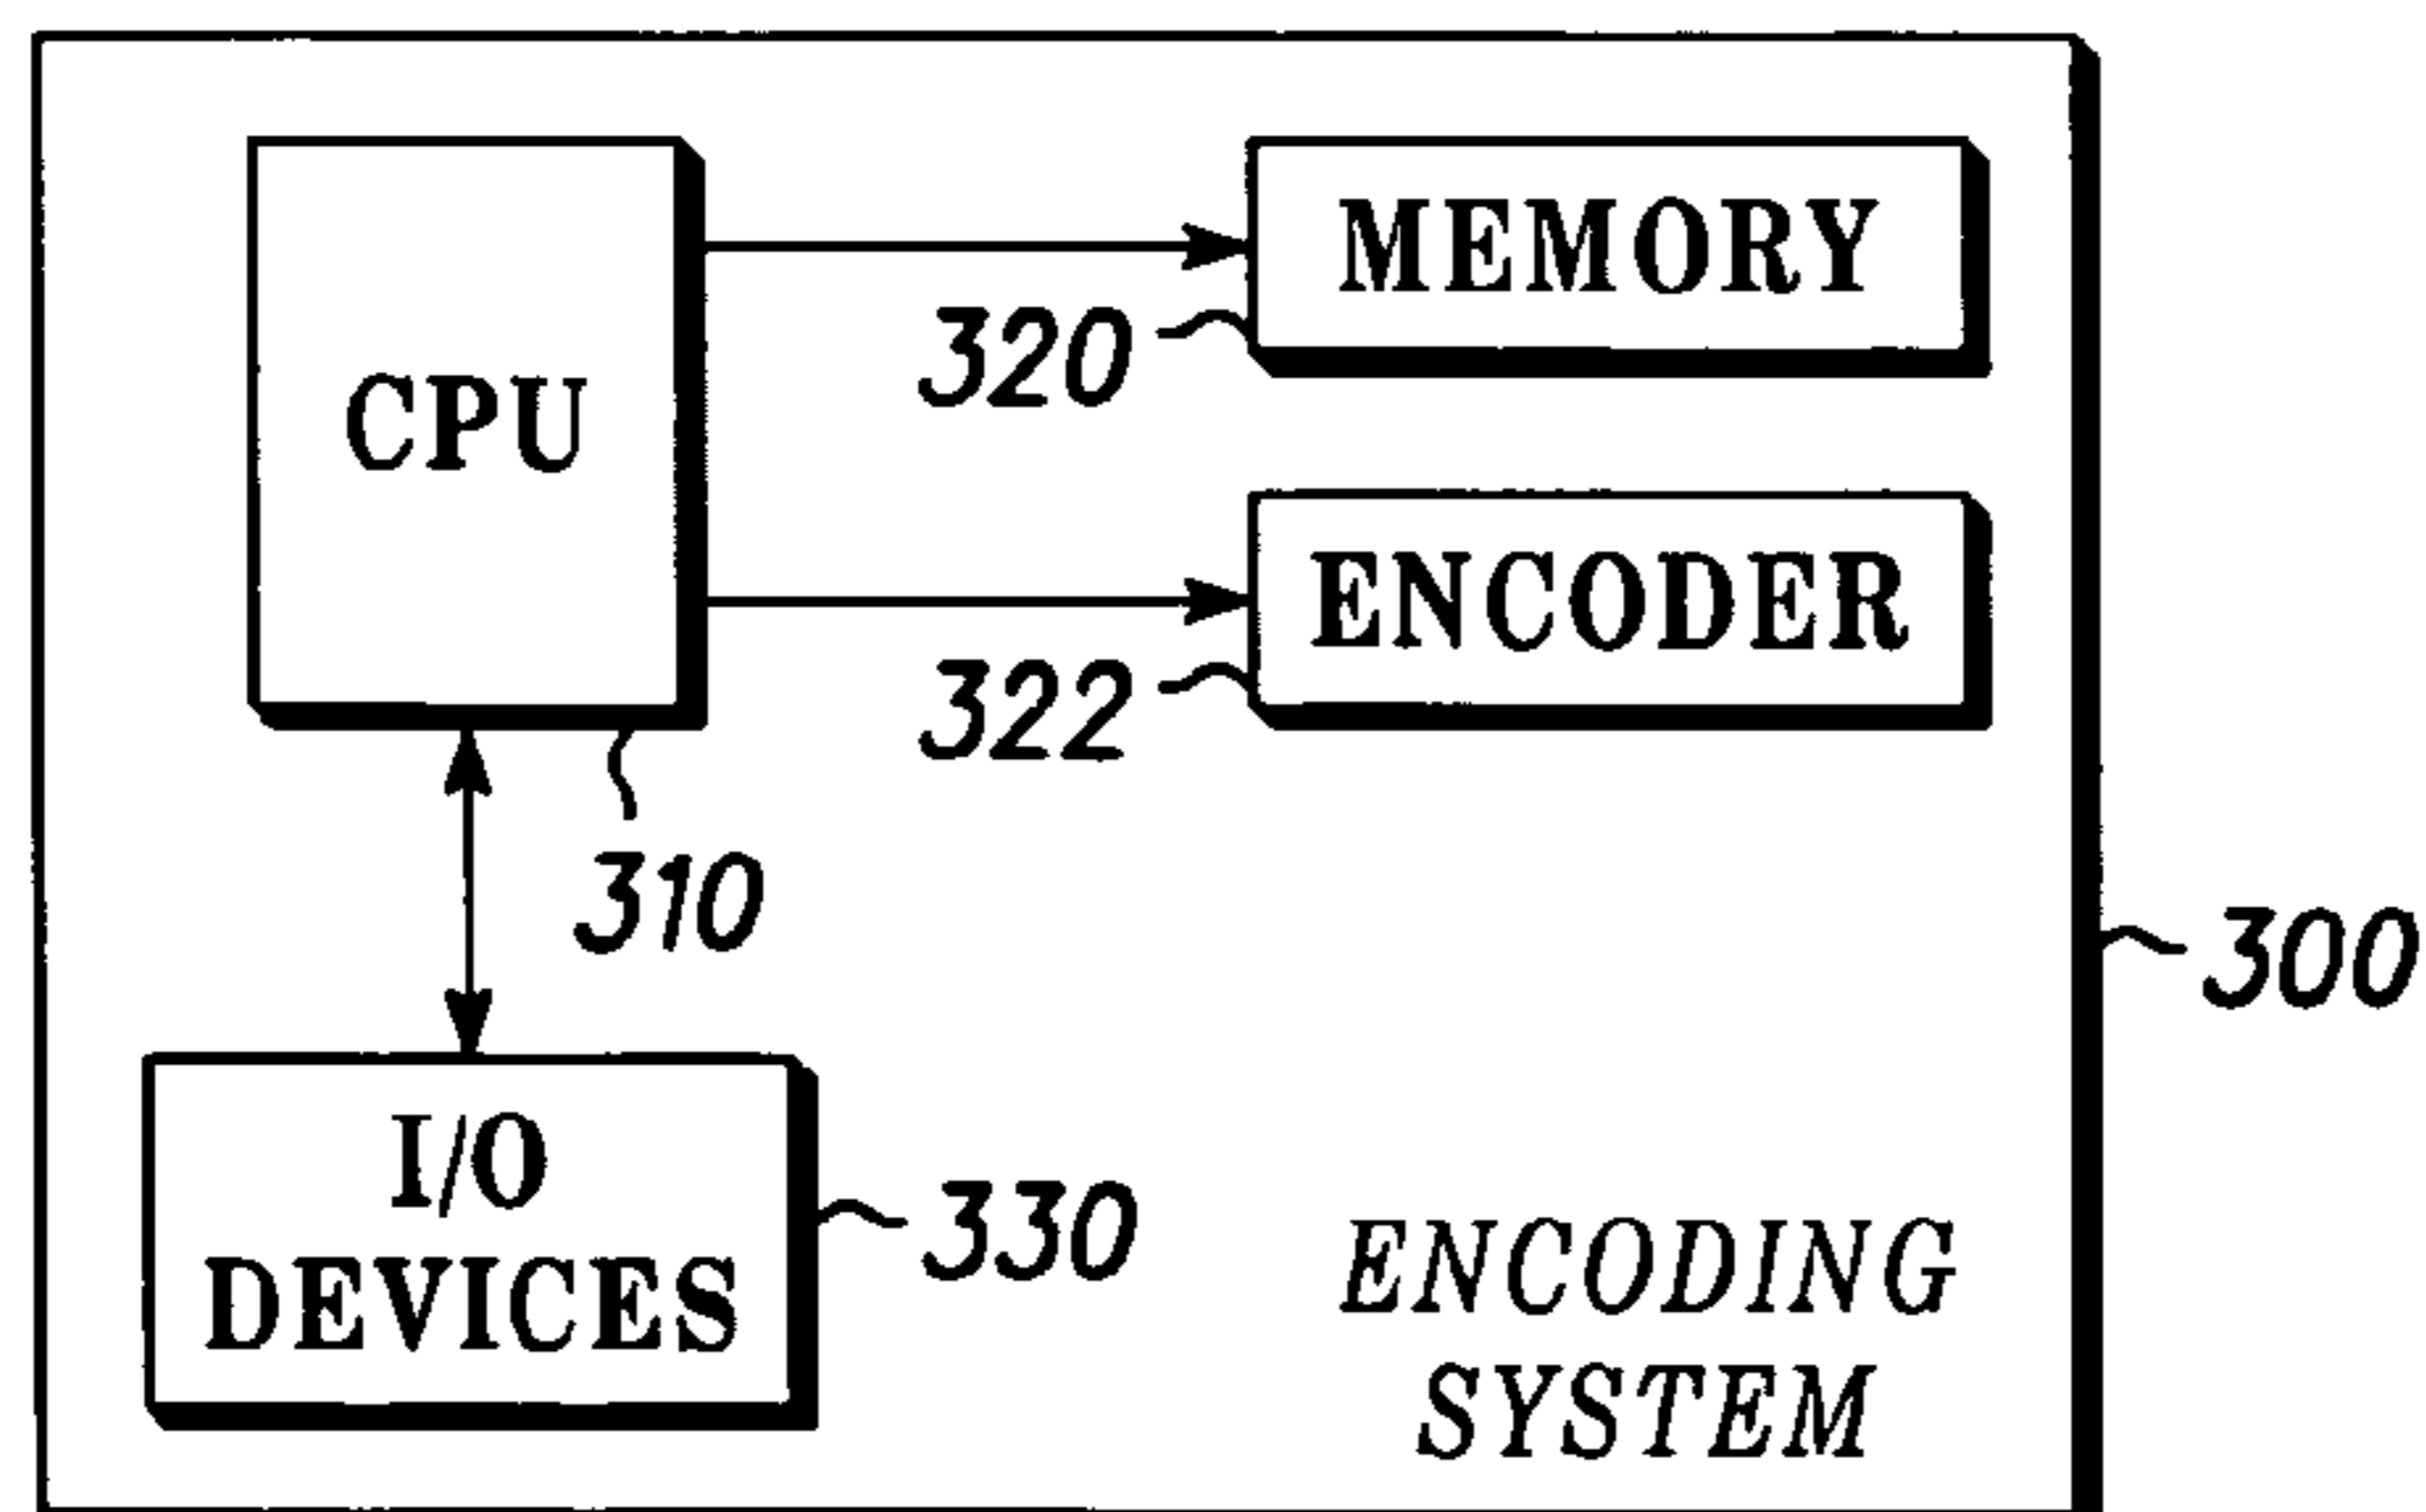 CPU
MEMORY
320
ENCODER
322
310
300
I/O
DEVICES
330
ENCODING
SYSTEM